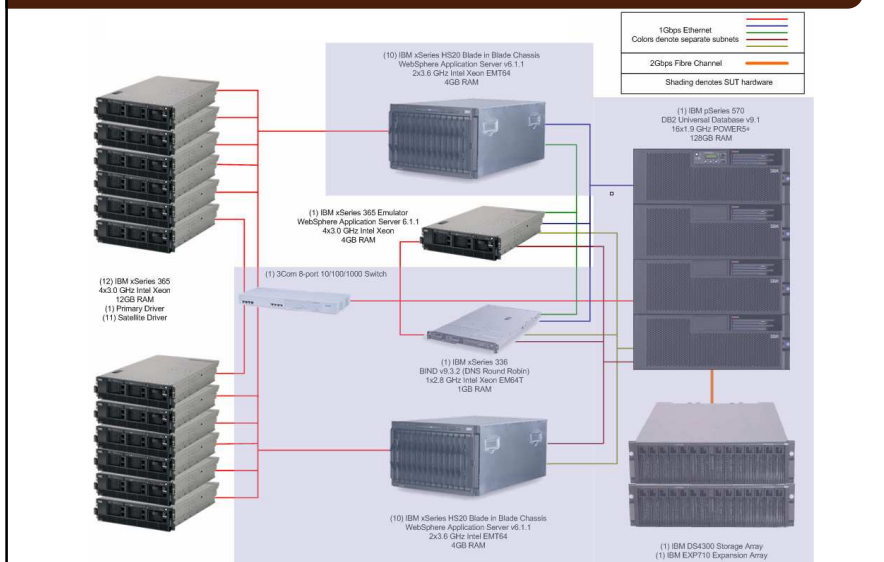 1Gbps Ethernet
Colors denote separate subnets
2Gbps Fibre Channel
Shading denotes SUT hardware
(10) IBM xSeries HS20 Blade in Blade Chassis
WebSphere Application Server v6.1.1
2x3.6 GHz Intel Xeon EMT64
4GB RAM
(1) IBM pSeries 570
DB2 Universal Database v9.1
16x1.9 GHz POWER5+
128GB RAM
(1) IBM xSeries 365 Emulator
WebSphere Application Server 6.1.1
4x3.0 GHz Intel Xeon
4GB RAM
(1) 3Com 8-port 10/100/1000 Switch
(12) IBM xSeries 365
4x3.0 GHz Intel Xeon
12GB RAM
(1) Primary Driver
(11) Satellite Driver
(1) IBM xSeries 336
BIND v9.3.2 (DNS Round Robin)
1x2.8 GHz Intel Xeon EM64T
1GB RAM
(10) IBM xSeries HS20 Blade in Blade Chassis
WebSphere Application Server v6.1.1
2x3.6 GHz Intel EMT64
4GB RAM
(1) IBM DS4300 Storage Array
(1) IBM EXP710 Expansion Array